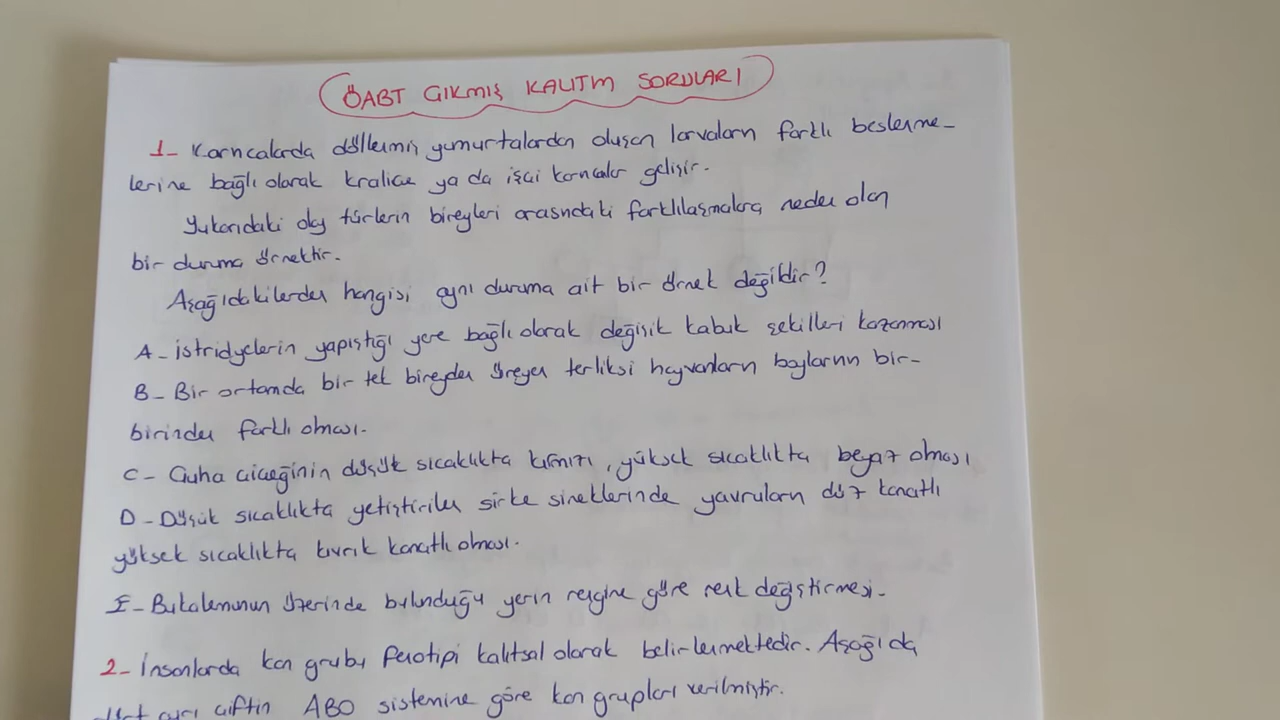 ÖABT ÇIKMIŞ KALITIM SORULARI
1- Karıncalarda döllenmiş yumurtalardan oluşan larvaların farklı beslenme-
lerine bağlı olarak kraliçe ya da işçi karıncalar gelişir.
Yukarıdaki olay türlerin bireyleri arasındaki farklılaşmalara neden olan
bir duruma örnektir.
Aşağıdakilerden hangisi aynı duruma ait bir örnek değildir?
A- İstridyelerin yapıştığı yere bağlı olarak değişik kabuk şekilleri kazanması
B- Bir ortamda bir tek bireyden üreyen terliksi hayvanların boylarının bir-
birinden farklı olması.
C- Çuha çiçeğinin düşük sıcaklıkta kırmızı, yüksek sıcaklıkta beyaz olması
D- Düşük sıcaklıkta yetiştirilen sirke sineklerinde yavruların düz kanatlı
yüksek sıcaklıkta kıvrık kanatlı olması.
E- Bukalemunun üzerinde bulunduğu yerin rengine göre renk değiştirmesi.
2- İnsanlarda kan grubu fenotipi kalıtsal olarak belirlenmektedir. Aşağıda
çiftin ABO sistemine göre kan grupları verilmiştir.